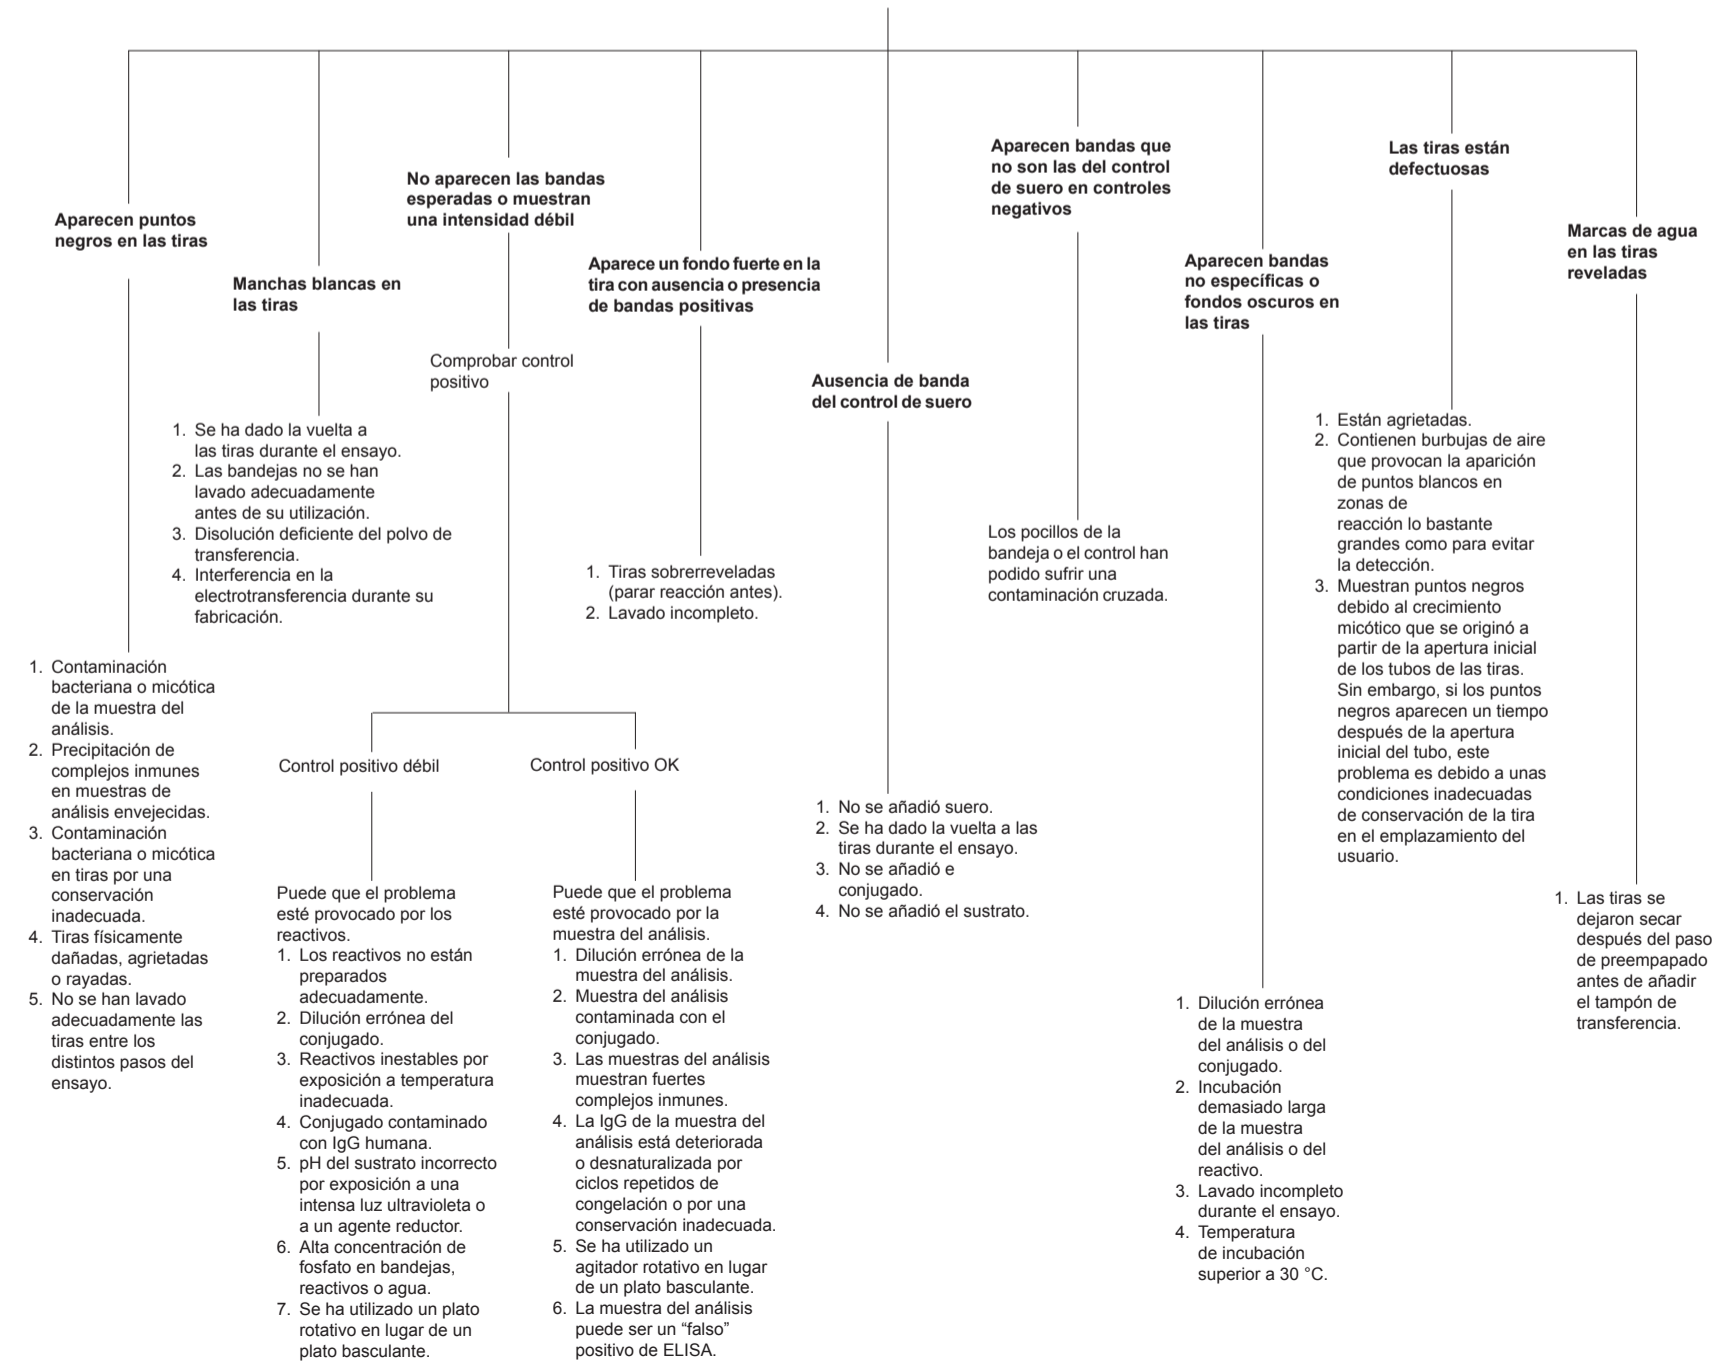 Aparecen puntos
negros en las tiras
1. Contaminación
bacteriana o micótica
de la muestra del
análisis.
2. Precipitación de
complejos inmunes
en muestras de
análisis envejecidas.
3. Contaminación
bacteriana o micótica
en tiras por una
conservación
inadecuada.
4. Tiras físicamente
dañadas, agrietadas
o rayadas.
5. No se han lavado
adecuadamente las
tiras entre los
distintos pasos del
ensayo.
Manchas blancas en
las tiras
1. Se ha dado la vuelta a
las tiras durante el ensayo.
2. Las bandejas no se han
lavado adecuadamente
antes de su utilización.
3. Disolución deficiente del polvo de
transferencia.
4. Interferencia en la
electrotransferencia durante su
fabricación.
No aparecen las bandas
esperadas o muestran
una intensidad débil
Comprobar control
positivo
Control positivo débil
Puede que el problema
esté provocado por los
reactivos.
1. Los reactivos no están
preparados
adecuadamente.
2. Dilución errónea del
conjugado.
3. Reactivos inestables por
exposición a temperatura
inadecuada.
4. Conjugado contaminado
con IgG humana.
5. pH del sustrato incorrecto
por exposición a una
intensa luz ultravioleta o
a un agente reductor.
6. Alta concentración de
fosfato en bandejas,
reactivos o agua.
7. Se ha utilizado un plato
rotativo en lugar de un
plato basculante.
Control positivo OK
Puede que el problema
esté provocado por la
muestra del análisis.
1. Dilución errónea de la
muestra del análisis.
2. Muestra del análisis
contaminada con el
conjugado.
3. Las muestras del análisis
muestran fuertes
complejos inmunes.
4. La IgG de la muestra del
análisis está deteriorada
o desnaturalizada por
ciclos repetidos de
congelación o por una
conservación inadecuada.
5. Se ha utilizado un
agitador rotativo en lugar
de un plato basculante.
6. La muestra del análisis
puede ser un “falso”
positivo de ELISA.
Aparece un fondo fuerte en la
tira con ausencia o presencia
de bandas positivas
1. Tiras sobrerreveladas
(parar reacción antes).
2. Lavado incompleto.
Ausencia de banda
del control de suero
1. No se añadió suero.
2. Se ha dado la vuelta a las
tiras durante el ensayo.
3. No se añadió e
conjugado.
4. No se añadió el sustrato.
Aparecen bandas que
no son las del control
de suero en controles
negativos
Los pocillos de la
bandeja o el control han
podido sufrir una
contaminación cruzada.
Aparecen bandas
no específicas o
fondos oscuros en
las tiras
1. Dilución errónea
de la muestra
del análisis o del
conjugado.
2. Incubación
demasiado larga
de la muestra
del análisis o del
reactivo.
3. Lavado incompleto
durante el ensayo.
4. Temperatura
de incubación
superior a 30 °C.
Las tiras están
defectuosas
1. Están agrietadas.
2. Contienen burbujas de aire
que provocan la aparición
de puntos blancos en
zonas de
reacción lo bastante
grandes como para evitar
la detección.
3. Muestran puntos negros
debido al crecimiento
micótico que se originó a
partir de la apertura inicial
de los tubos de las tiras.
Sin embargo, si los puntos
negros aparecen un tiempo
después de la apertura
inicial del tubo, este
problema es debido a unas
condiciones inadecuadas
de conservación de la tira
en el emplazamiento del
usuario.
Marcas de agua
en las tiras
reveladas
1. Las tiras se
dejaron secar
después del paso
de preempapado
antes de añadir
el tampón de
transferencia.